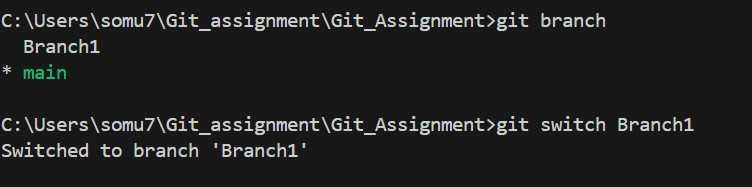 C:\Users\somu7\Git_assignment\Git_Assignment>git branch
  Branch1
* main
C:\Users\somu7\Git_assignment\Git_Assignment>git switch Branch1
Switched to branch 'Branch1'